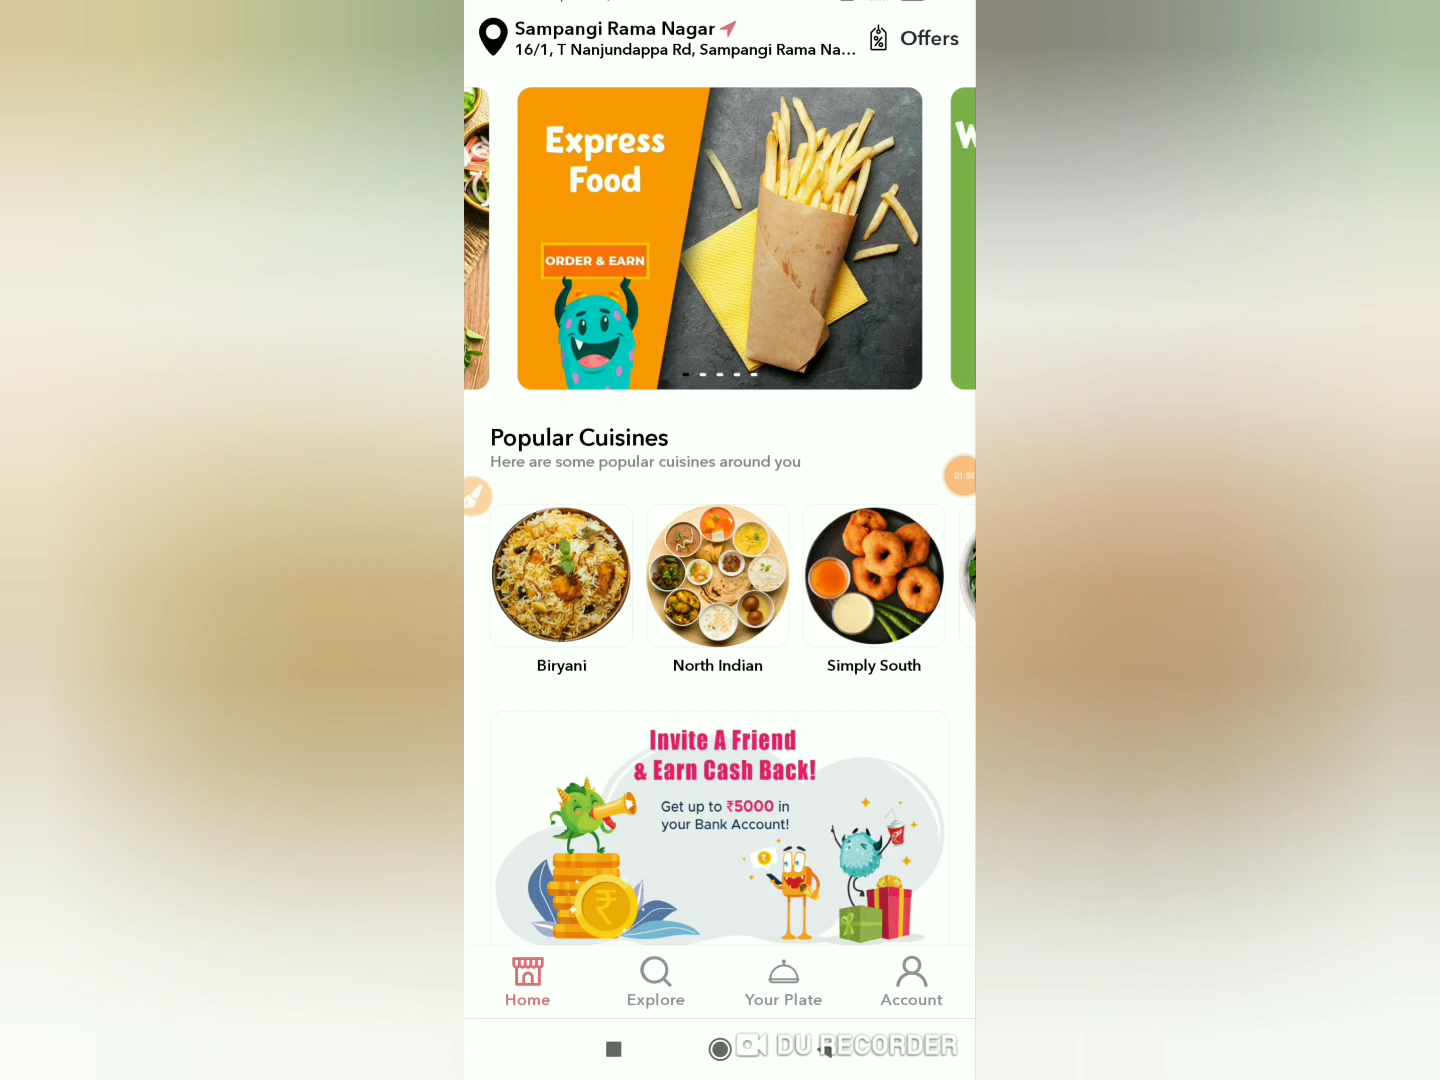 Sampangi Rama Nagar
16/1, T Nanjundappa Rd, Sampangi Rama Na...
Offers
Express
Food
ORDER & EARN
W
Popular Cuisines
Here are some popular cuisines around you
01:59
Biryani
North Indian
Simply South
Invite A Friend
& Earn Cash Back!
Get up to ₹5000 in
your Bank Account!
Home
Explore
Your Plate
Account
DU RECORDER